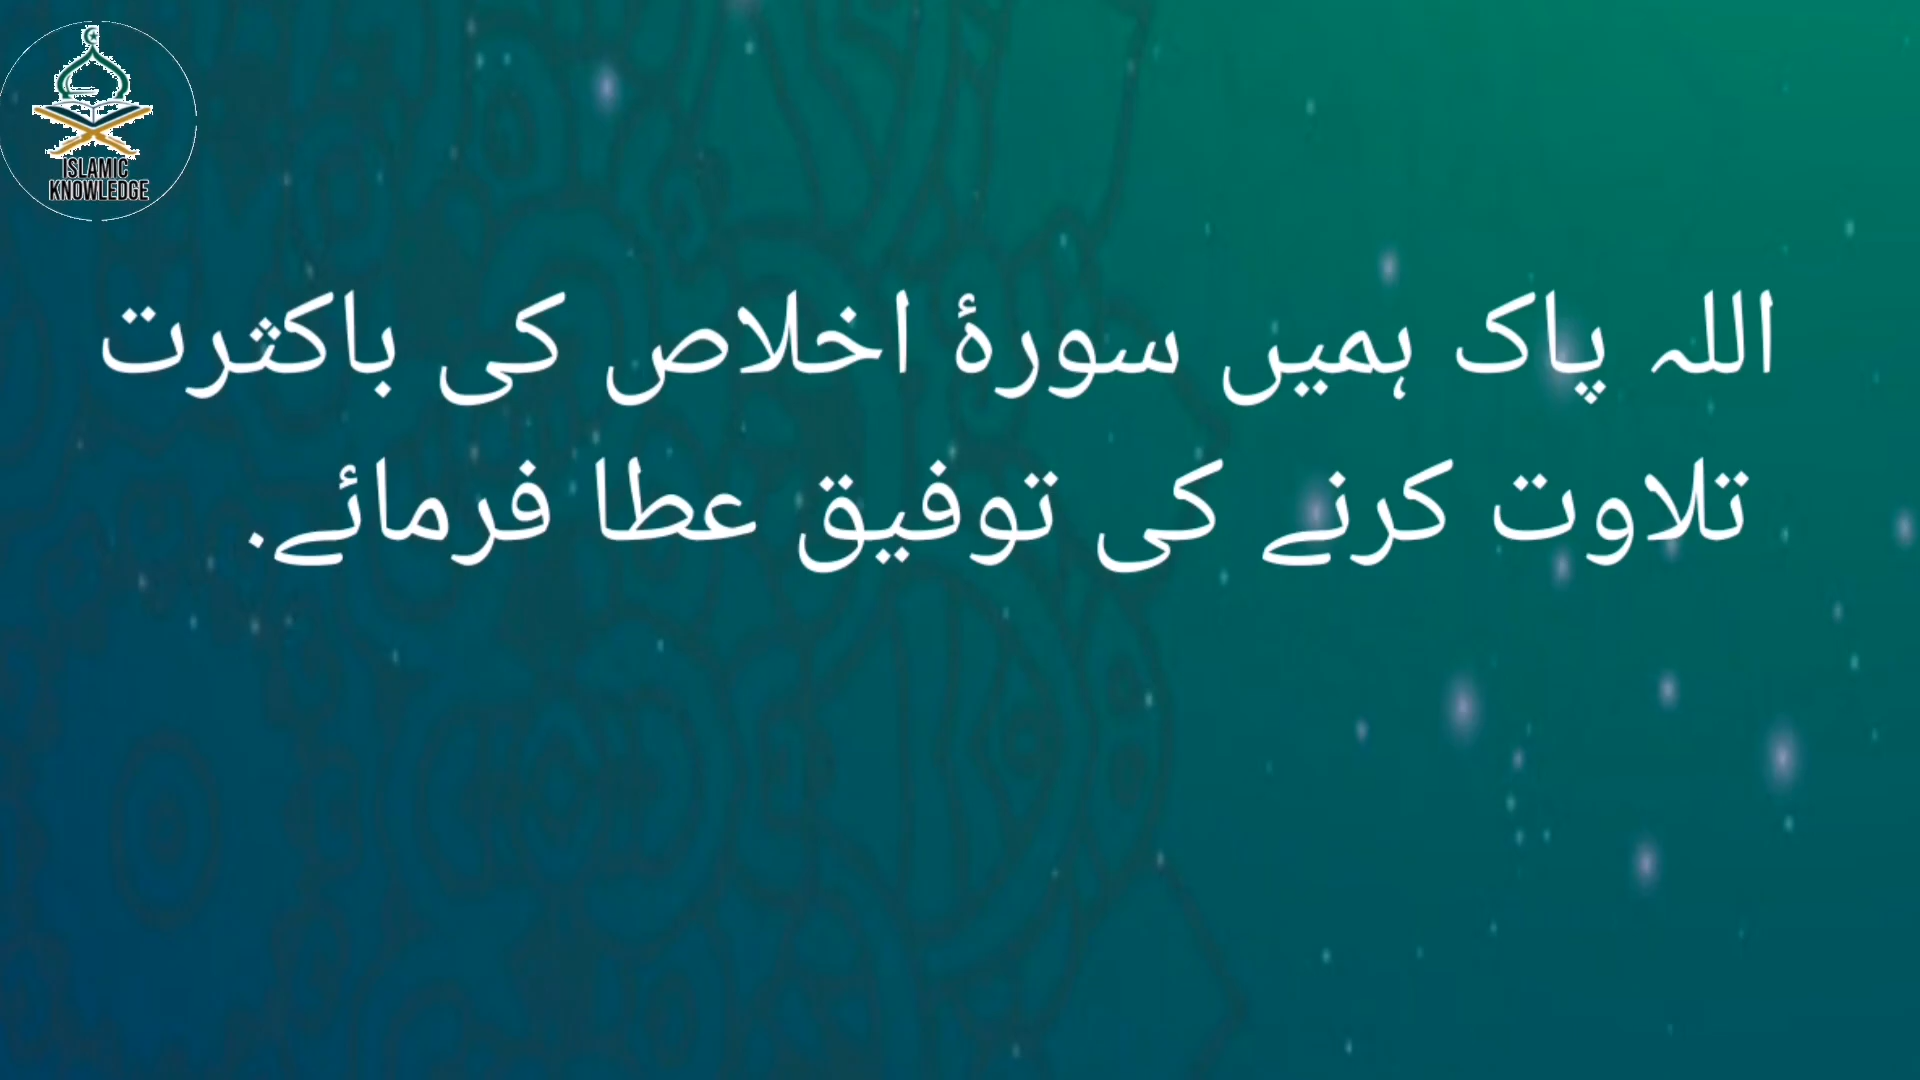 ISLAMIC
KNOWLEDGE
اللہ پاک ہمیں سورۂ اخلاص کی باکثرت
تلاوت کرنے کی توفیق عطا فرمائے.